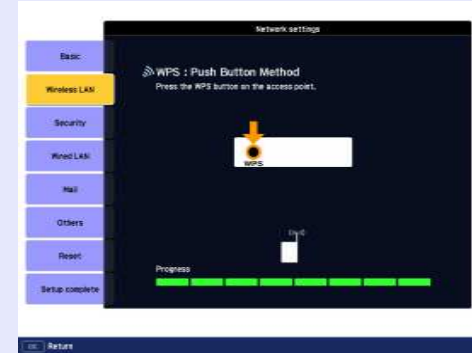 Network settings
Basic
Wireless LAN
Security
Wired LAN
Mail
Others
Reset
Setup complete
WPS : Push Button Method
Press the WPS button on the access point.
WPS
Progress
Return